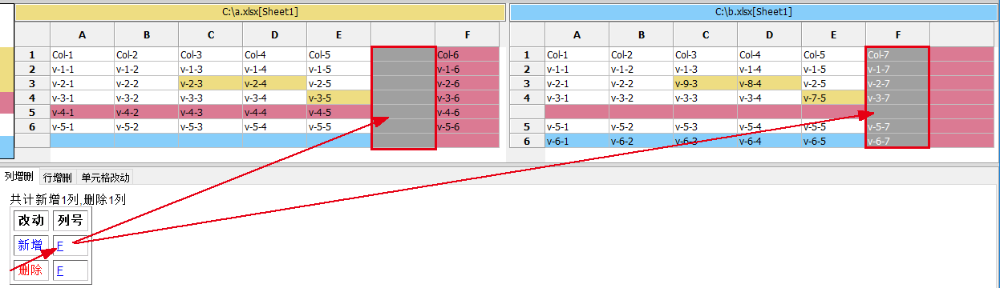 C:\a.xlsx[Sheet1] C:\b.xlsx[Sheet1]
A B C D E F A B C D E F
1 Col-1 Col-2 Col-3 Col-4 Col-5 Col-6 1 Col-1 Col-2 Col-3 Col-4 Col-5 Col-7
2 v-1-1 v-1-2 v-1-3 v-1-4 v-1-5 v-1-6 2 v-1-1 v-1-2 v-1-3 v-1-4 v-1-5 v-1-7
3 v-2-1 v-2-2 v-2-3 v-2-4 v-2-5 v-2-6 3 v-2-1 v-2-2 v-9-3 v-8-4 v-2-5 v-2-7
4 v-3-1 v-3-2 v-3-3 v-3-4 v-3-5 v-3-6 4 v-3-1 v-3-2 v-3-3 v-3-4 v-7-5 v-3-7
5 v-4-1 v-4-2 v-4-3 v-4-4 v-4-5 v-4-6
6 v-5-1 v-5-2 v-5-3 v-5-4 v-5-5 v-5-6 5 v-5-1 v-5-2 v-5-3 v-5-4 v-5-5 v-5-7
6 v-6-1 v-6-2 v-6-3 v-6-4 v-6-5 v-6-7
列增删 行增删 单元格改动
共计新增1列,删除1列
改动 列号
新增 F
删除 F